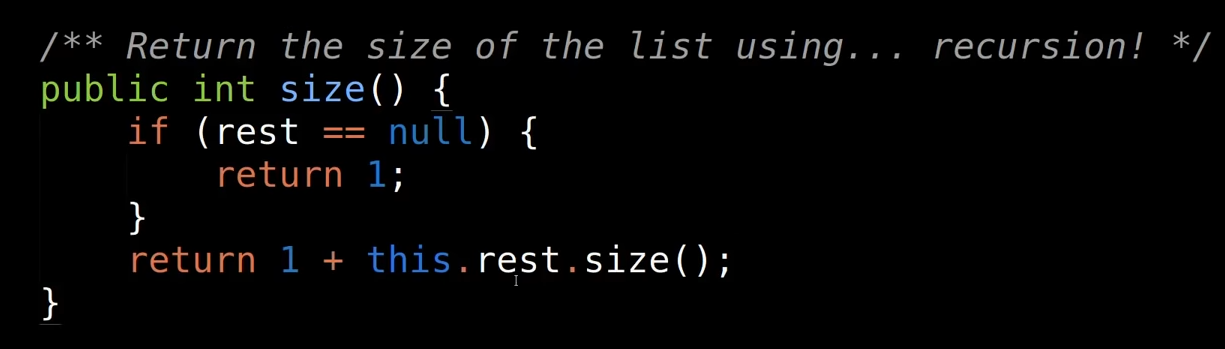 /** Return the size of the list using... recursion! */
public int size() {
    if (rest == null) {
        return 1;
    }
    return 1 + this.rest.size();
}